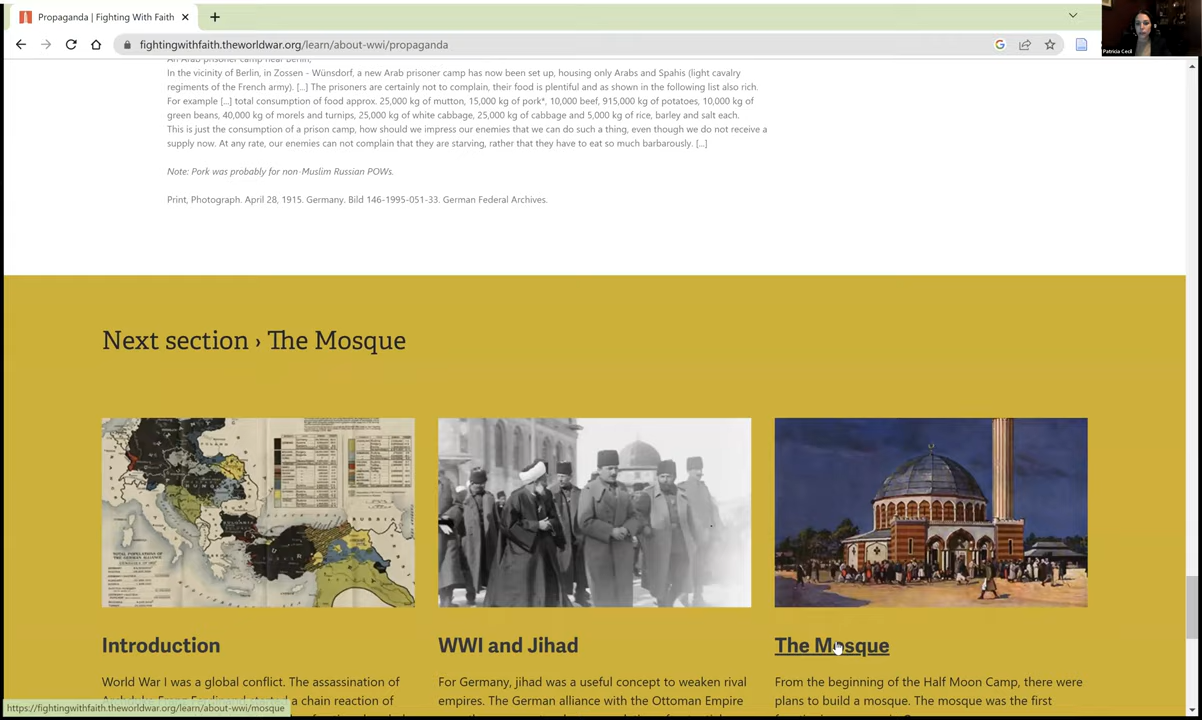 Propaganda | Fighting With Faith
fightingwithfaith.theworldwar.org/learn/about-wwi/propaganda
Patricia Cecil
An Arab prisoner camp near Berlin,
In the vicinity of Berlin, in Zossen - Wünsdorf, a new Arab prisoner camp has now been set up, housing only Arabs and Spahis (light cavalry
regiments of the French army). [...] The prisoners are certainly not to complain, their food is plentiful and as shown in the following list also rich.
For example [...] total consumption of food approx. 25,000 kg of mutton, 15,000 kg of pork*, 10,000 beef, 915,000 kg of potatoes, 10,000 kg of
green beans, 40,000 kg of morels and turnips, 25,000 kg of white cabbage, 25,000 kg of cabbage and 5,000 kg of rice, barley and salt each.
This is just the consumption of a prison camp, how should we impress our enemies that we can do such a thing, even though we do not receive a
supply now. At any rate, our enemies can not complain that they are starving, rather that they have to eat so much barbarously. [...]
Note: Pork was probably for non-Muslim Russian POWs.
Print, Photograph. April 28, 1915. Germany. Bild 146-1995-051-33. German Federal Archives.
Next section › The Mosque
Introduction
World War I was a global conflict. The assassination of
Archduke Franz Ferdinand started a chain reaction of
WWI and Jihad
For Germany, jihad was a useful concept to weaken rival
empires. The German alliance with the Ottoman Empire
The Mosque
From the beginning of the Half Moon Camp, there were
plans to build a mosque. The mosque was the first
https://fightingwithfaith.theworldwar.org/learn/about-wwi/mosque